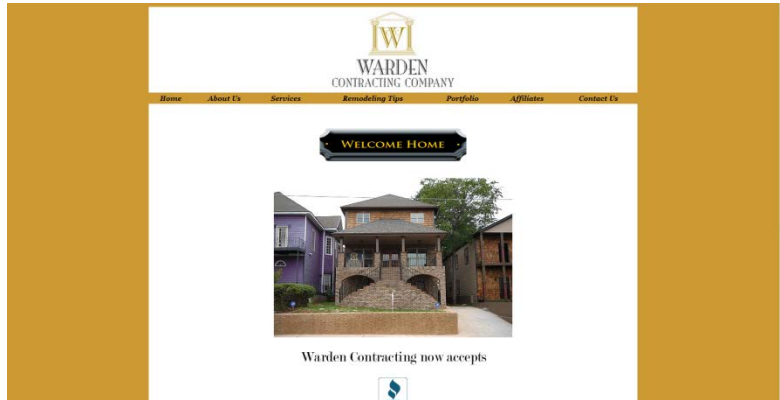 W
WARDEN
CONTRACTING COMPANY
Home About Us Services Remodeling Tips Portfolio Affiliates Contact Us
WELCOME HOME
Warden Contracting now accepts